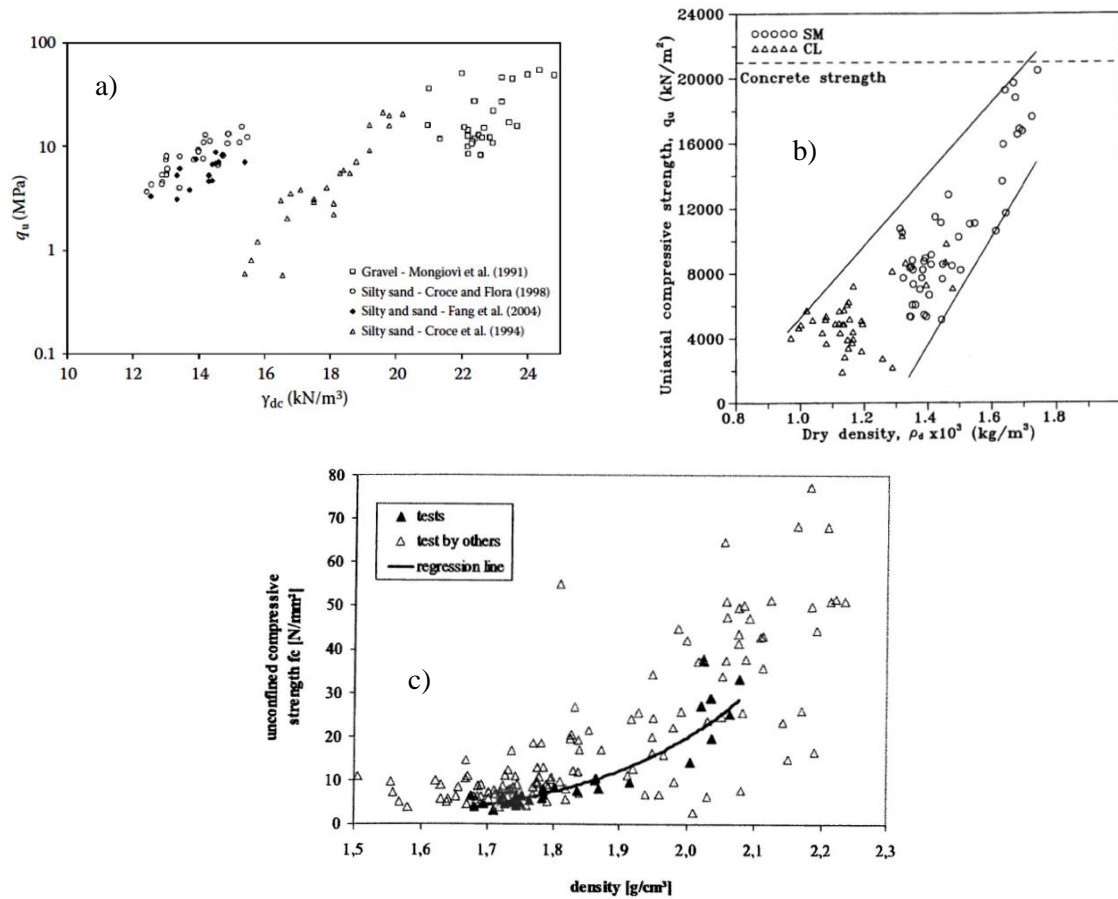 a)
100
10
1
0.1
qu (MPa)
10 12 14 16 18 20 22 24
γdc (kN/m³)
Gravel - Mongiovì et al. (1991)
Silty sand - Croce and Flora (1998)
Silty and sand - Fang et al. (2004)
Silty sand - Croce et al. (1994)
b)
24000
20000
16000
12000
8000
4000
0
Uniaxial compressive strength, qu (kN/m²)
SM
CL
Concrete strength
0.8 1.0 1.2 1.4 1.6 1.8
Dry density, ρd x10³ (kg/m³)
c)
80
70
60
50
40
30
20
10
0
unconfined compressive
strength fc [N/mm²]
tests
test by others
regression line
1,5 1,6 1,7 1,8 1,9 2,0 2,1 2,2 2,3
density [g/cm³]